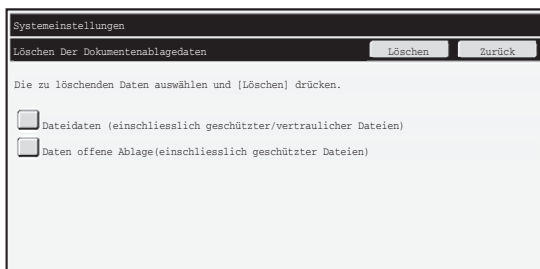 Systemeinstellungen
Löschen Der Dokumentenablagedaten Löschen Zurück
Die zu löschenden Daten auswählen und [Löschen] drücken.
Dateidaten (einschliesslich geschützter/vertraulicher Dateien)
Daten offene Ablage(einschliesslich geschützter Dateien)